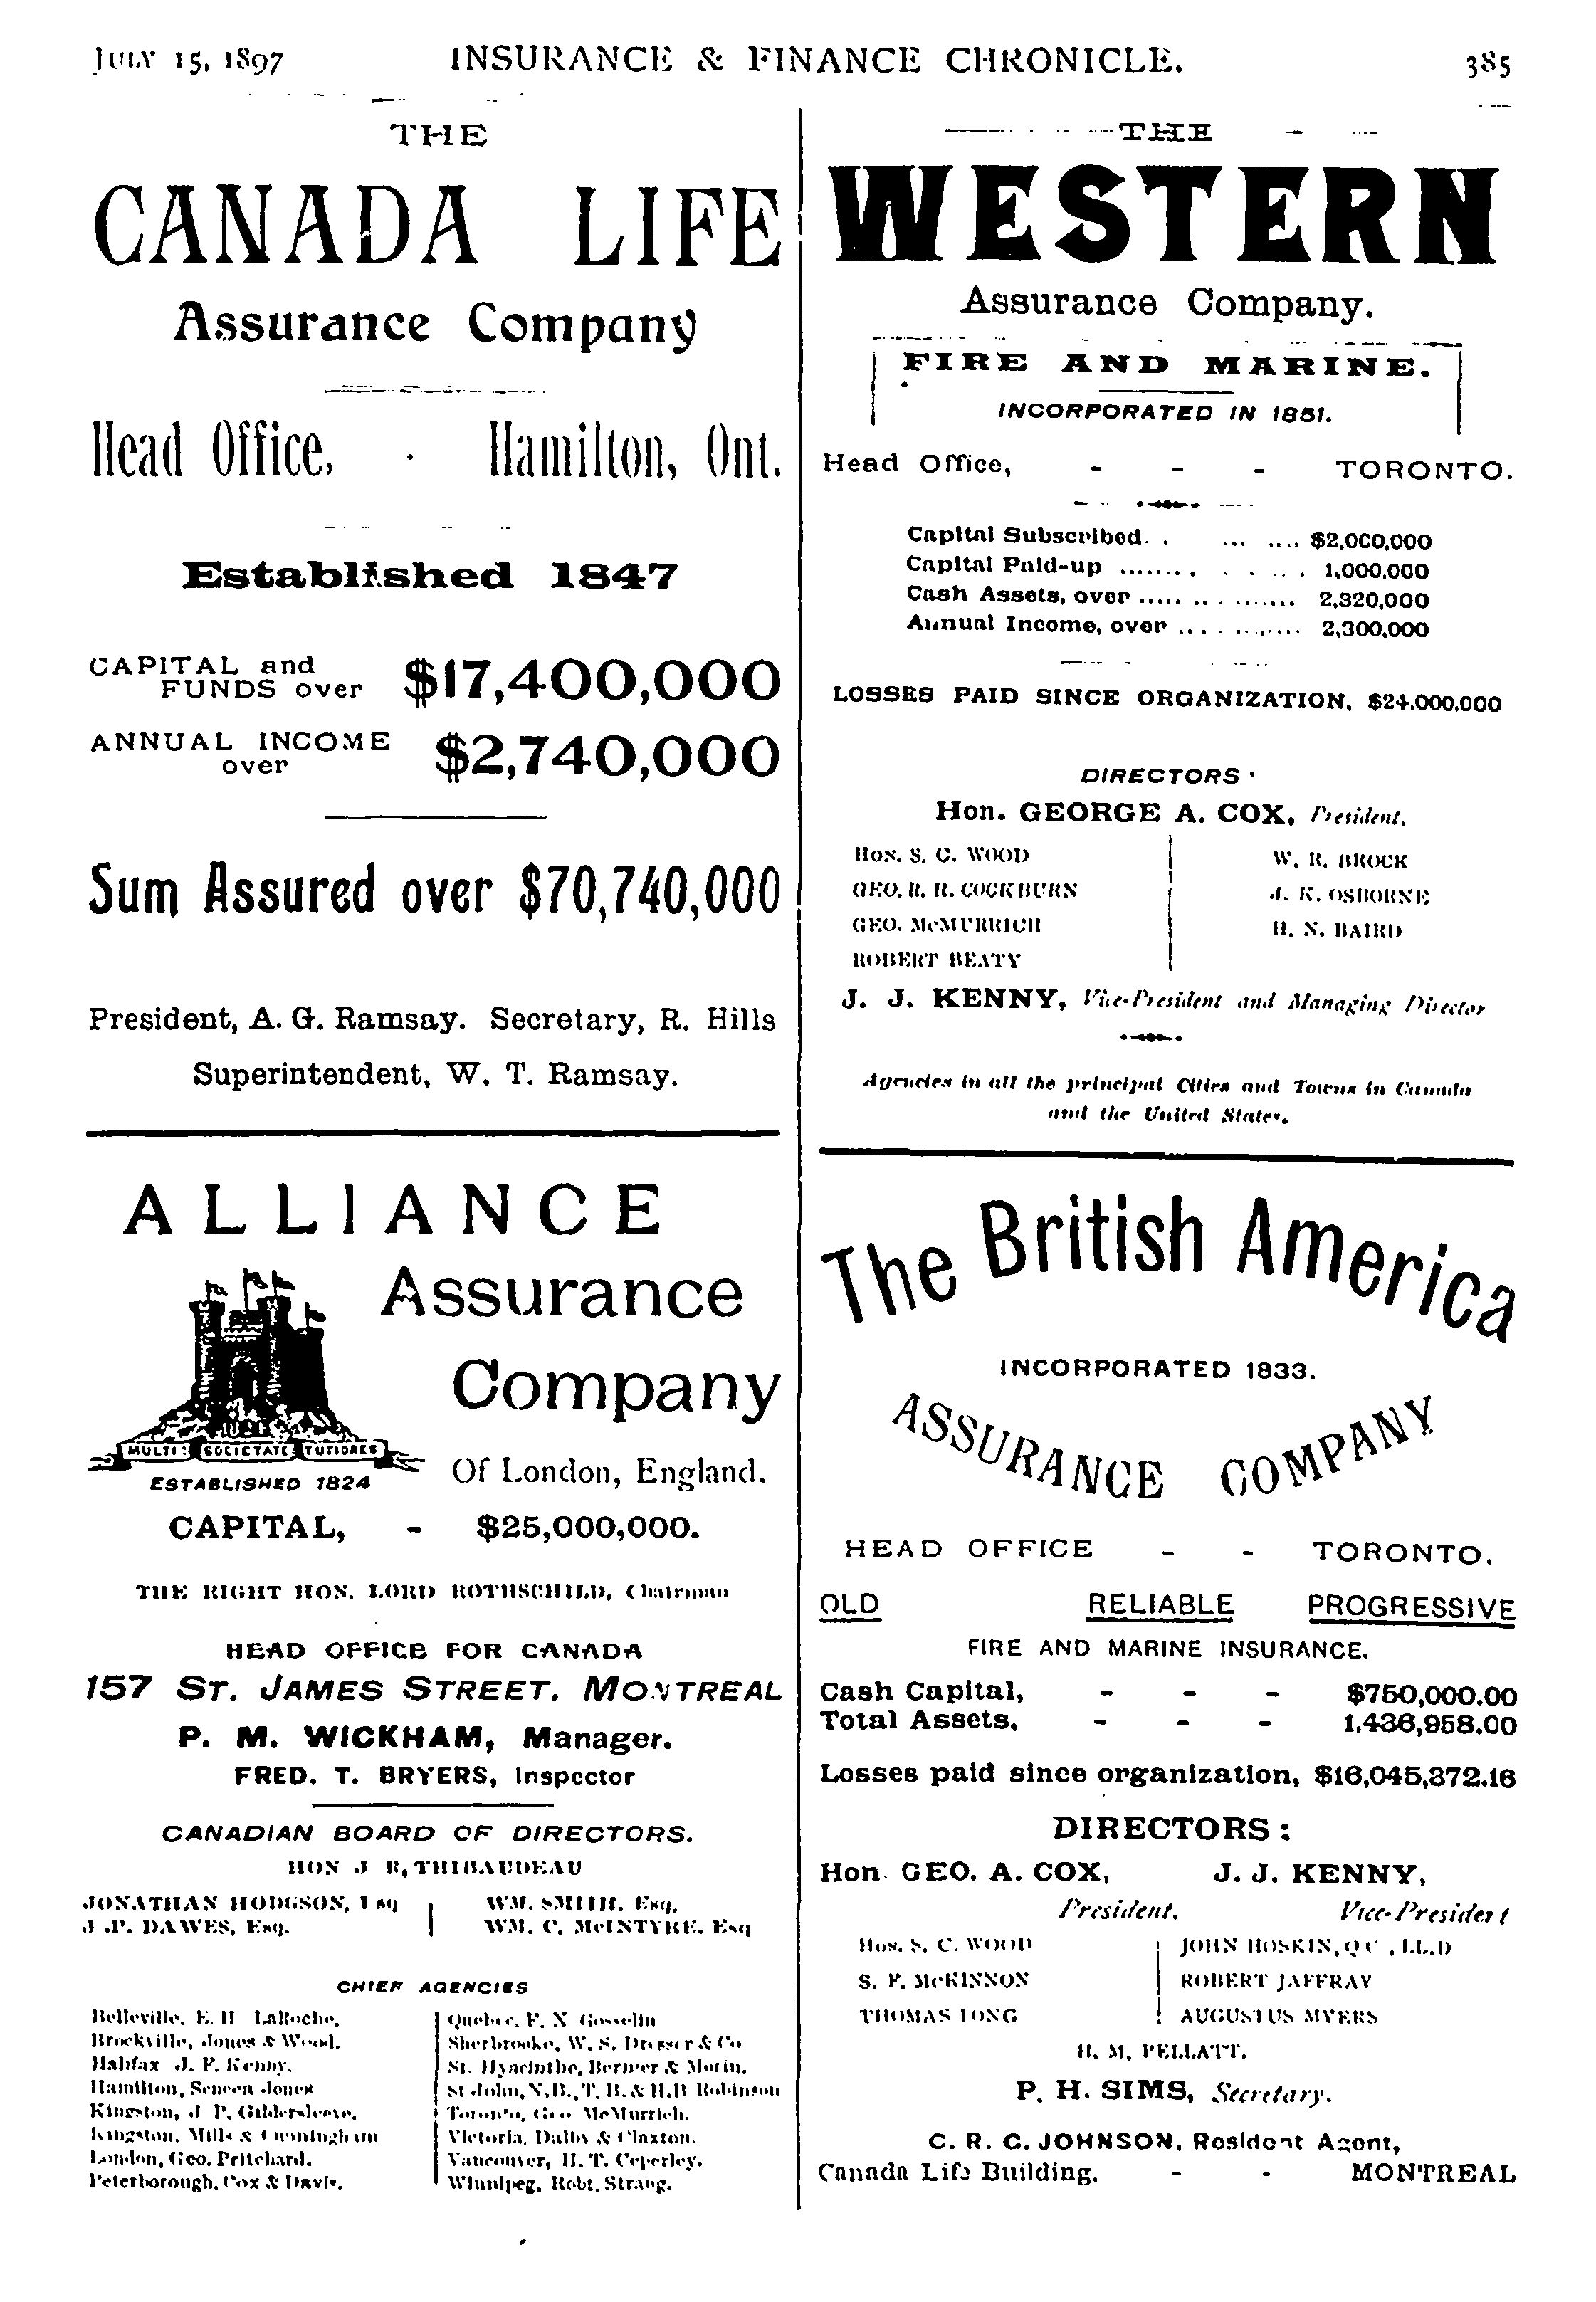 JULY 15, 1897 INSURANCE & FINANCE CHRONICLE. 385
THE
CANADA LIFE
Assurance Company
Head Office, - Hamilton, Ont.
Established 1847
CAPITAL and
FUNDS over $17,400,000
ANNUAL INCOME
over $2,740,000
Sum Assured over $70,740,000
President, A. G. Ramsay. Secretary, R. Hills
Superintendent, W. T. Ramsay.
ALLIANCE
Assurance
Company
MULTI SOCIETATE TUTIORES
ESTABLISHED 1824
Of London, England.
CAPITAL, - $25,000,000.
THE RIGHT HON. LORD ROTHSCHILD, Chairman
HEAD OFFICE FOR CANADA
157 ST. JAMES STREET, MONTREAL
P. M. WICKHAM, Manager.
FRED. T. BRYERS, Inspector
CANADIAN BOARD OF DIRECTORS.
HON J R, THIBAUDEAU
JONATHAN HODGSON, Esq
J .P. DAWES, Esq.
WM. SMITH, Esq.
WM. C. McINTYRE, Esq
CHIEF AGENCIES
Belleville, E. H LaRoche.
Brockville, Jones & Wood.
Halifax J. F. Kenny.
Hamilton, Seneca Jones
Kingston, J P. Gildersleeve.
Kingston, Mills & Cunningham
London, Geo. Pritchard.
Peterborough, Cox & Davis.
Quebec, F. X Gosselin
Sherbrooke, W. S. Dresser & Co
St. Hyacinthe, Bernier & Morin.
St John, N.B., T. B. & H.B Robinson
Toronto, Geo McMurrich.
Victoria, Dalby & Claxton.
Vancouver, H. T. Ceperley.
Winnipeg, Robt. Strang.
THE
WESTERN
Assurance Company.
FIRE AND MARINE.
INCORPORATED IN 1851.
Head Office, - - - TORONTO.
Capital Subscribed. . ... .... $2,000,000
Capital Paid-up ........ . . .. . 1,000,000
Cash Assets, over ..... .. ....... 2,320,000
Annual Income, over .. . . ....... 2,300,000
LOSSES PAID SINCE ORGANIZATION, $24,000,000
DIRECTORS
Hon. GEORGE A. COX, President.
HON. S. C. WOOD
GEO. R. R. COCKBURN
GEO. McMURRICH
ROBERT BEATY
W. R. BROCK
J. K. OSBORNE
H. N. BAIRD
J. J. KENNY, Vice-President and Managing Director
Agencies in all the principal Cities and Towns in Canada
and the United States.
The British America
INCORPORATED 1833.
ASSURANCE COMPANY
HEAD OFFICE - - TORONTO.
OLD RELIABLE PROGRESSIVE
FIRE AND MARINE INSURANCE.
Cash Capital, - - - $750,000.00
Total Assets, - - - 1,436,958.00
Losses paid since organization, $16,045,372.16
DIRECTORS:
Hon. GEO. A. COX, J. J. KENNY,
President. Vice-President
HON. S. C. WOOD
S. F. McKINNON
THOMAS LONG
JOHN HOSKIN, Q C , LL.D
ROBERT JAFFRAY
AUGUSTUS MYERS
H. M. PELLATT.
P. H. SIMS, Secretary.
C. R. G. JOHNSON, Resident Agent,
Canada Life Building, - - MONTREAL